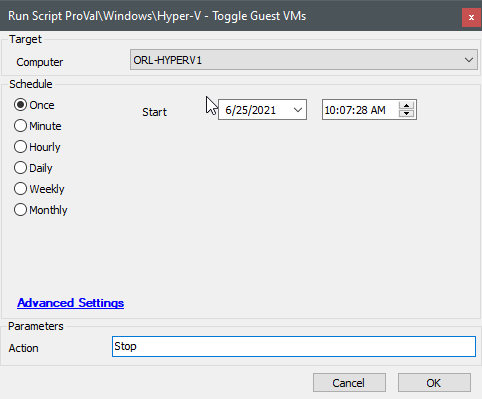 Run Script ProVal\Windows\Hyper-V - Toggle Guest VMs
x
Target
Computer
ORL-HYPERV1
Schedule
Once
Start
6/25/2021
10:07:28 AM
Minute
Hourly
Daily
Weekly
Monthly
Advanced Settings
Parameters
Action
Stop
Cancel
OK